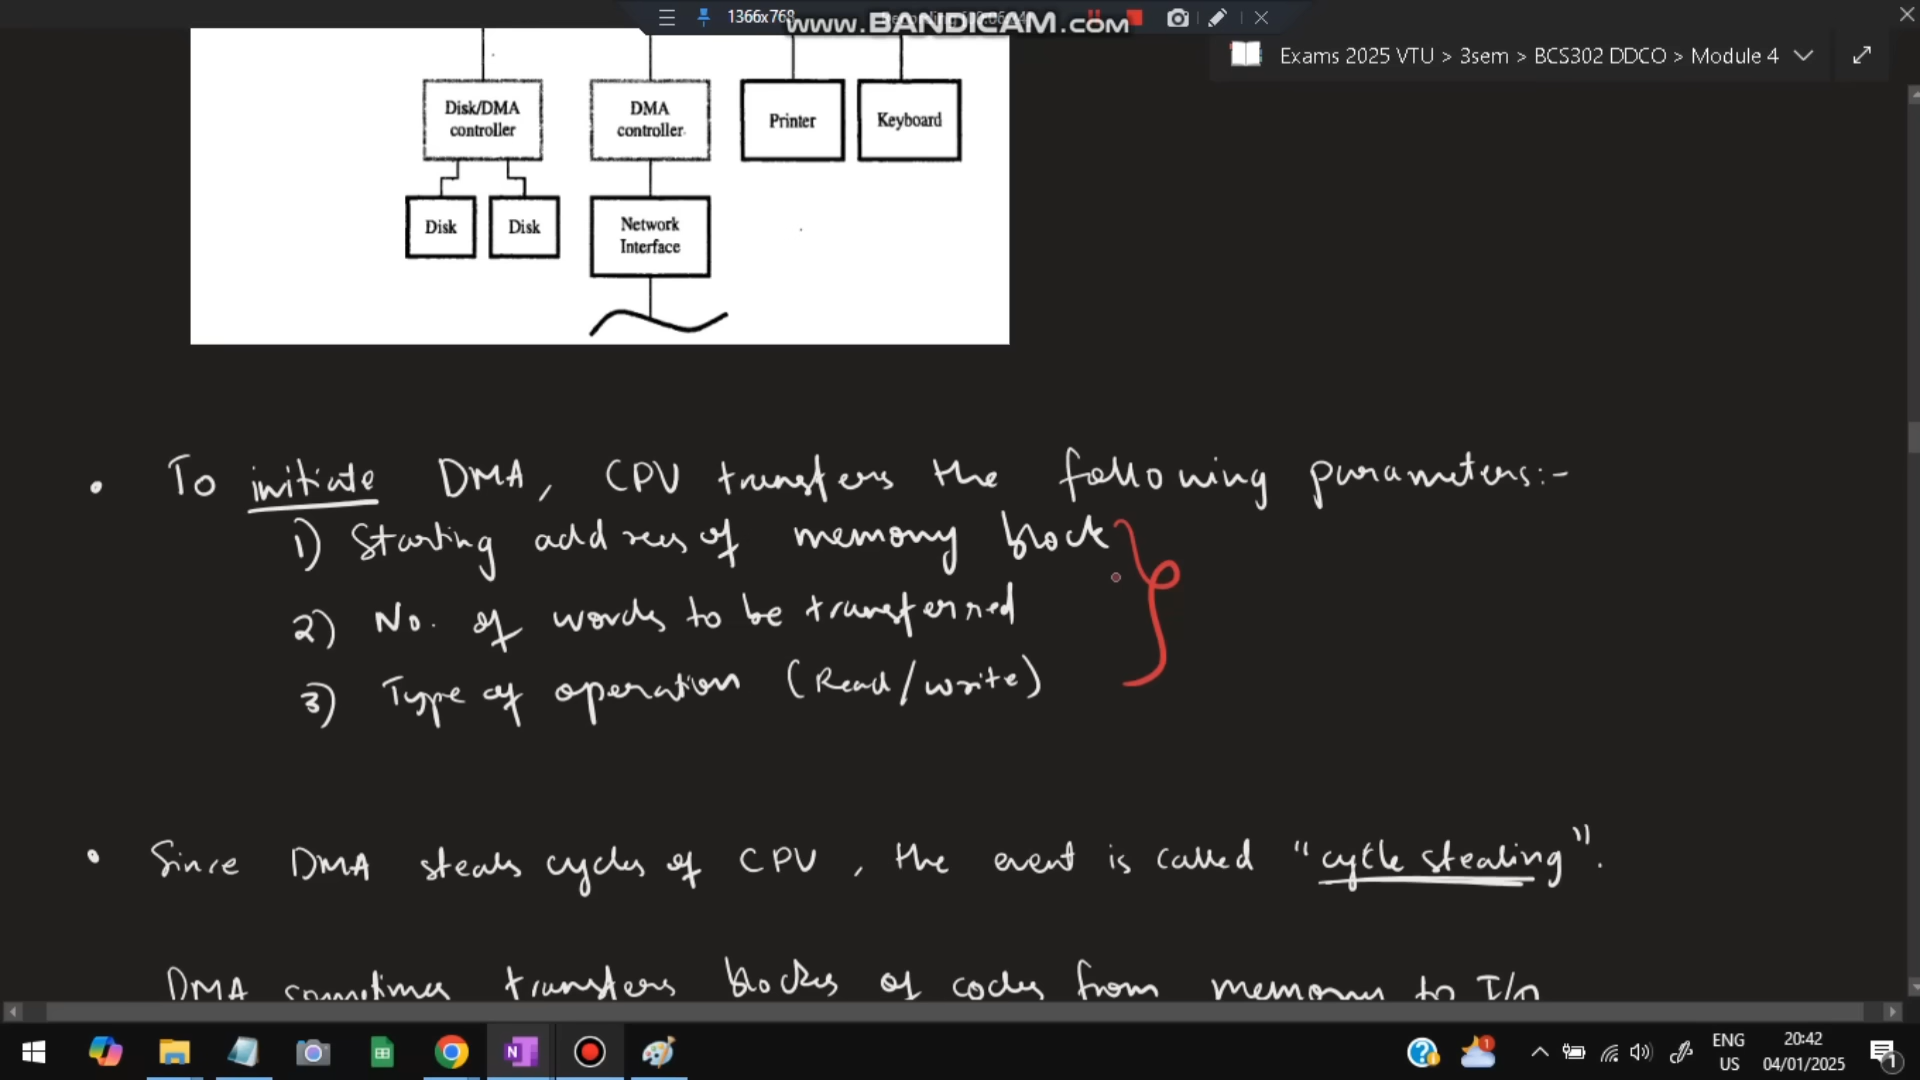 1366x768
www.BANDICAM.com
Exams 2025 VTU > 3sem > BCS302 DDCO > Module 4
Disk/DMA
controller
DMA
controller
Printer
Keyboard
Disk
Disk
Network
Interface
• To initiate DMA, CPU transfers the following parameters:-
1) Starting address of memory block
2) No. of words to be transferred
3) Type of operation (Read/write)
• Since DMA steals cycles of CPU, the event is called "cycle stealing".
DMA sometimes transfers blocks of codes from memory to I/O
ENG
US
20:42
04/01/2025
1
1